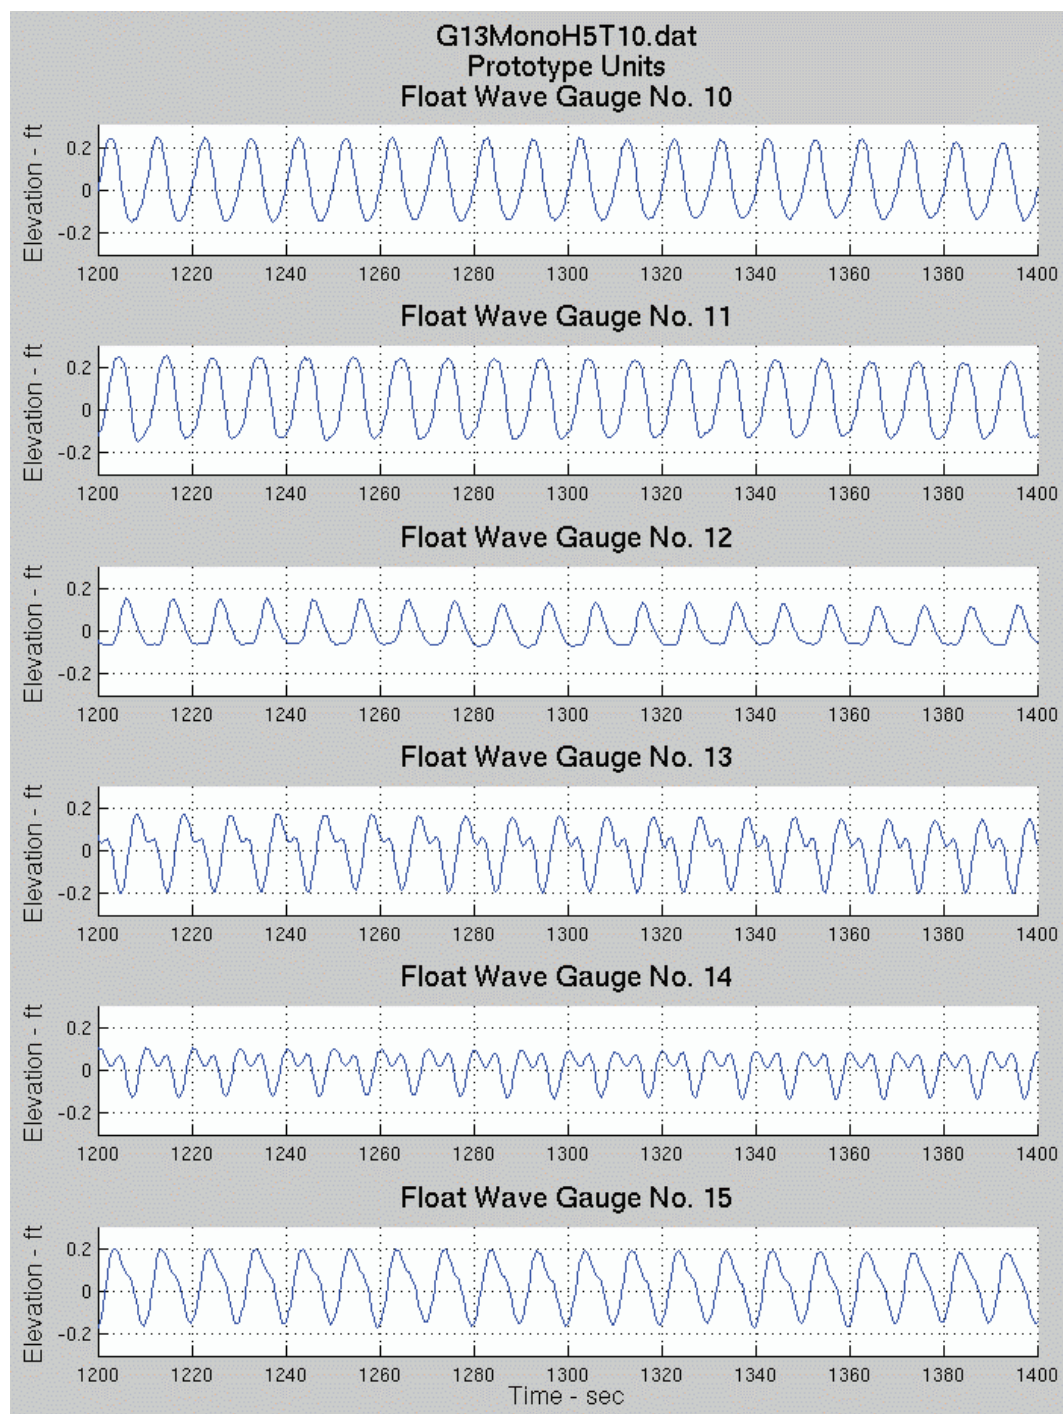 G13MonoH5T10.dat
Prototype Units
Float Wave Gauge No. 10
Elevation - ft
0.2
0
-0.2
1200 1220 1240 1260 1280 1300 1320 1340 1360 1380 1400
Float Wave Gauge No. 11
Elevation - ft
0.2
0
-0.2
1200 1220 1240 1260 1280 1300 1320 1340 1360 1380 1400
Float Wave Gauge No. 12
Elevation - ft
0.2
0
-0.2
1200 1220 1240 1260 1280 1300 1320 1340 1360 1380 1400
Float Wave Gauge No. 13
Elevation - ft
0.2
0
-0.2
1200 1220 1240 1260 1280 1300 1320 1340 1360 1380 1400
Float Wave Gauge No. 14
Elevation - ft
0.2
0
-0.2
1200 1220 1240 1260 1280 1300 1320 1340 1360 1380 1400
Float Wave Gauge No. 15
Elevation - ft
0.2
0
-0.2
1200 1220 1240 1260 1280 1300 1320 1340 1360 1380 1400
Time - sec